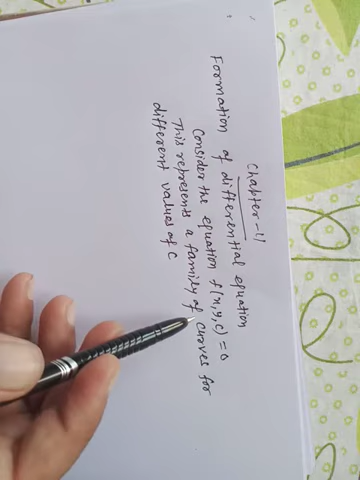 Chapter-11
Formation of differential equation
Consider the equation f(x,y,c)=0
This represents a family of curves for
different values of c